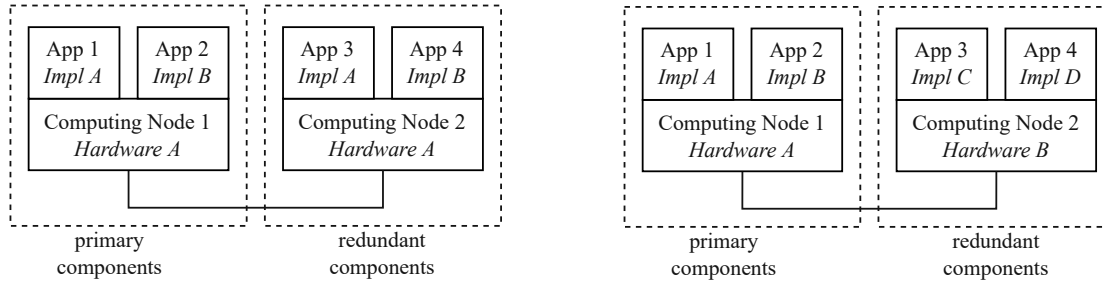 App 1
Impl A
App 2
Impl B
App 3
Impl A
App 4
Impl B
Computing Node 1
Hardware A
Computing Node 2
Hardware A
primary
components
redundant
components
App 1
Impl A
App 2
Impl B
App 3
Impl C
App 4
Impl D
Computing Node 1
Hardware A
Computing Node 2
Hardware B
primary
components
redundant
components